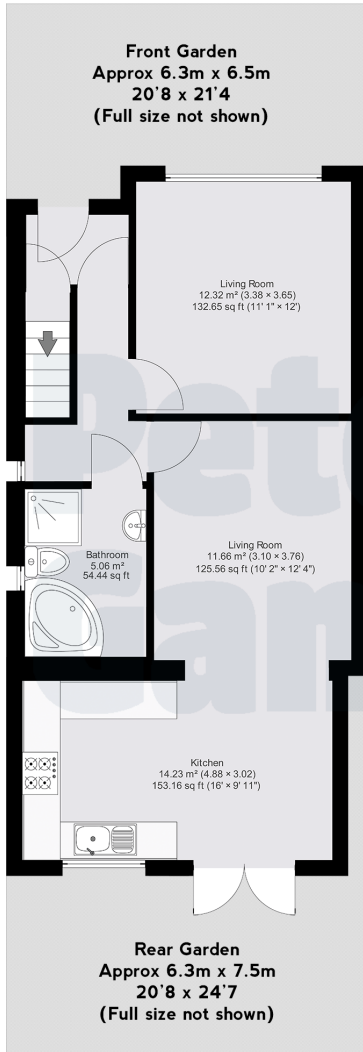 Front Garden
Approx 6.3m x 6.5m
20'8 x 21'4
(Full size not shown)
Living Room
12.32 m² (3.38 × 3.65)
132.65 sq ft (11' 1" × 12')
Living Room
11.66 m² (3.10 × 3.76)
125.56 sq ft (10' 2" × 12' 4")
Bathroom
5.06 m²
54.44 sq ft
Kitchen
14.23 m² (4.88 × 3.02)
153.16 sq ft (16' × 9' 11")
Rear Garden
Approx 6.3m x 7.5m
20'8 x 24'7
(Full size not shown)